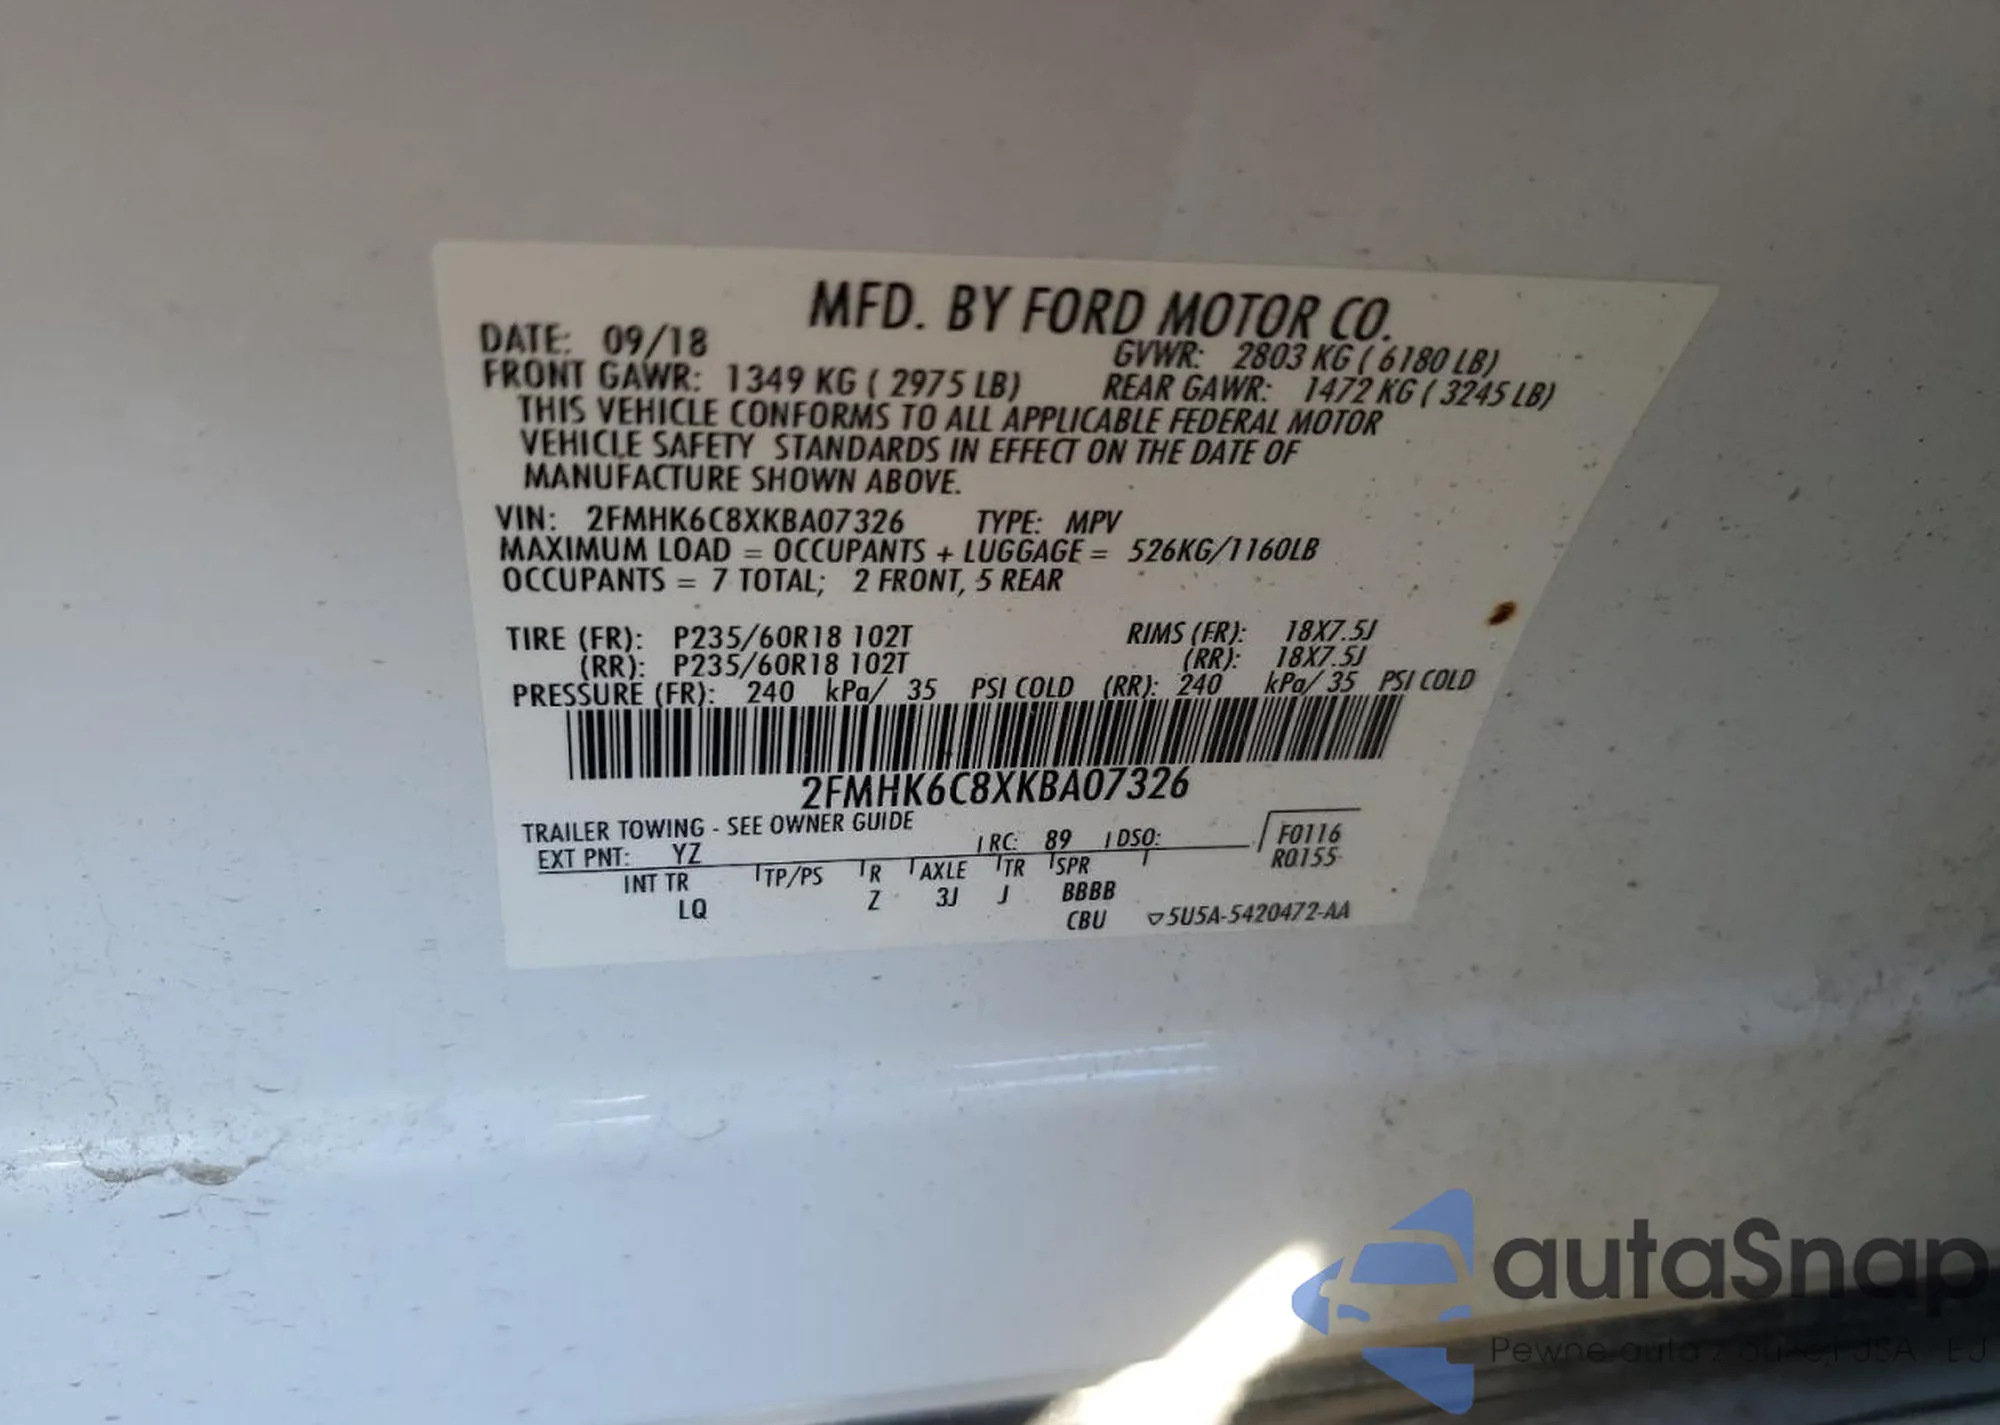 MFD. BY FORD MOTOR CO.
DATE: 09/18
GVWR: 2803 KG ( 6180 LB)
FRONT GAWR: 1349 KG ( 2975 LB) REAR GAWR: 1472 KG ( 3245 LB)
THIS VEHICLE CONFORMS TO ALL APPLICABLE FEDERAL MOTOR
VEHICLE SAFETY STANDARDS IN EFFECT ON THE DATE OF
MANUFACTURE SHOWN ABOVE.
VIN: 2FMHK6C8XKBA07326 TYPE: MPV
MAXIMUM LOAD = OCCUPANTS + LUGGAGE = 526KG/1160LB
OCCUPANTS = 7 TOTAL; 2 FRONT, 5 REAR
TIRE (FR): P235/60R18 102T RIMS (FR): 18X7.5J
(RR): P235/60R18 102T (RR): 18X7.5J
PRESSURE (FR): 240 kPa/ 35 PSI COLD (RR): 240 kPa/ 35 PSI COLD
2FMHK6C8XKBA07326
TRAILER TOWING - SEE OWNER GUIDE
EXT PNT: YZ RC: 89 DSO: F0116
R0155
INT TR TP/PS R AXLE TR SPR
LQ Z 3J J BBBB
CBU 5U5A-5420472-AA
autaSnap
Pewne auta z aukcji USA